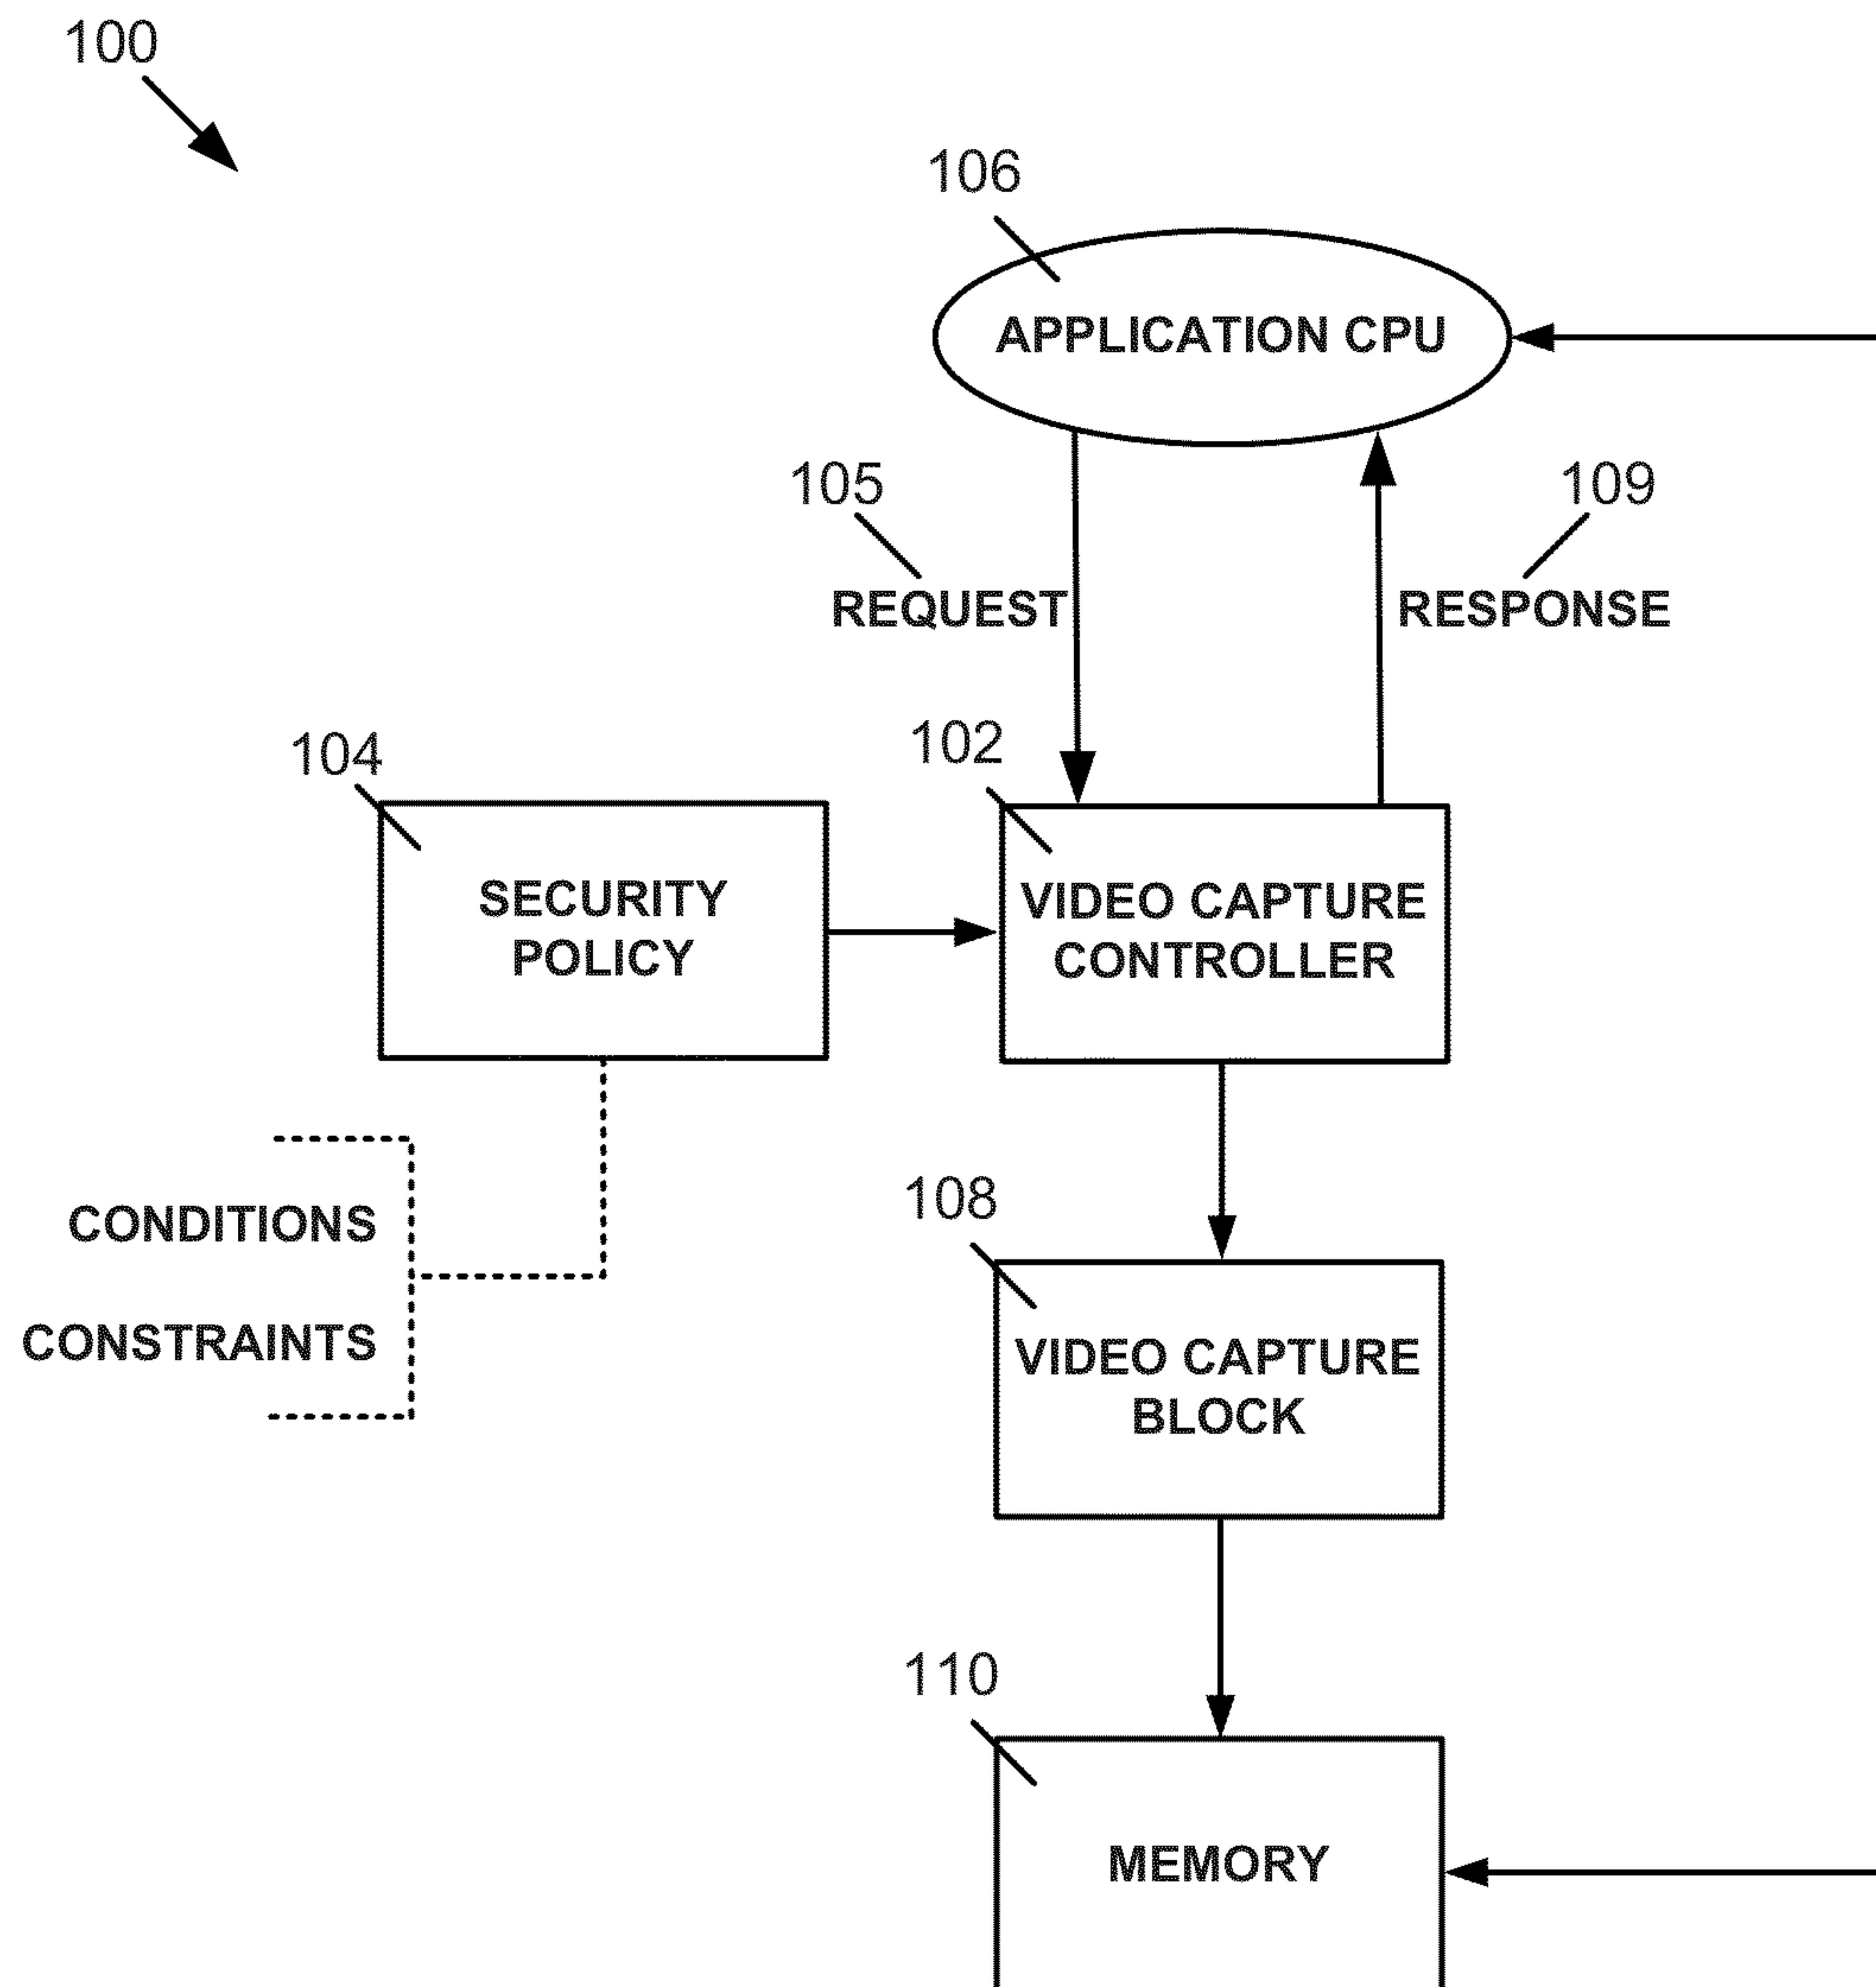 100
106
APPLICATION CPU
105
109
REQUEST
RESPONSE
104
102
SECURITY
POLICY
VIDEO CAPTURE
CONTROLLER
CONDITIONS
CONSTRAINTS
108
VIDEO CAPTURE
BLOCK
110
MEMORY